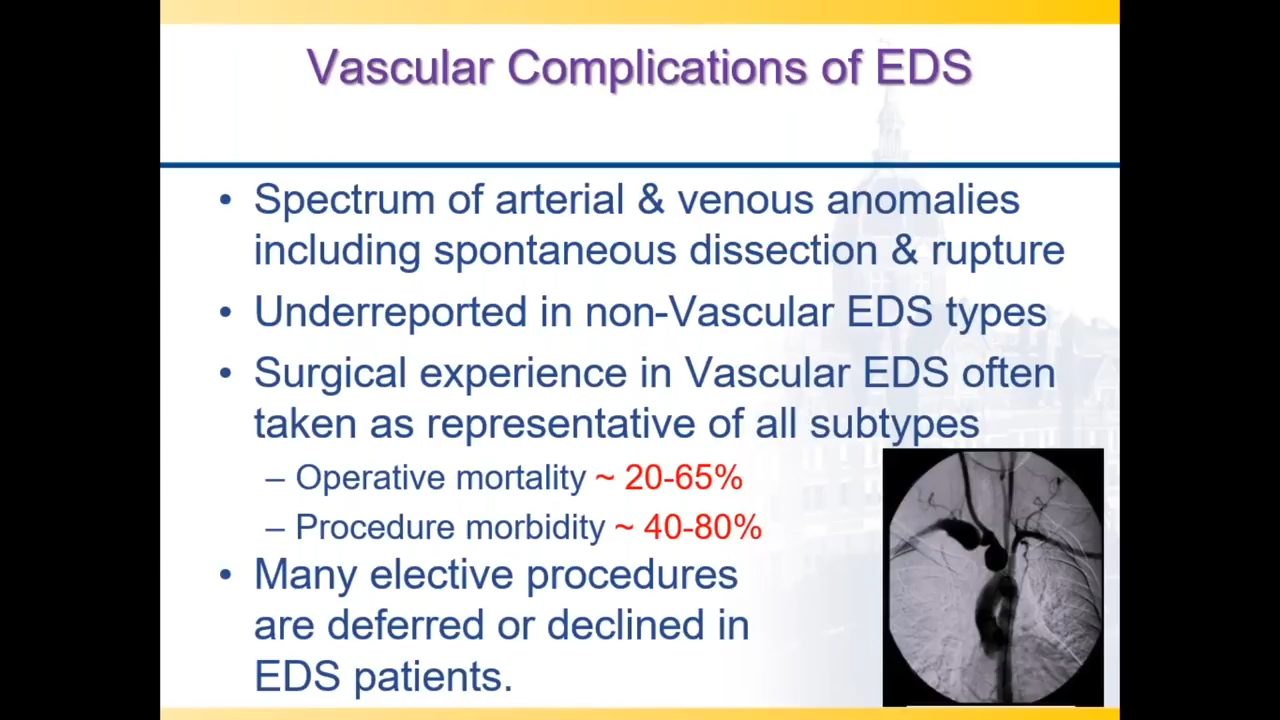 Vascular Complications of EDS
• Spectrum of arterial & venous anomalies
including spontaneous dissection & rupture
• Underreported in non-Vascular EDS types
• Surgical experience in Vascular EDS often
taken as representative of all subtypes
– Operative mortality ~ 20-65%
– Procedure morbidity ~ 40-80%
• Many elective procedures
are deferred or declined in
EDS patients.